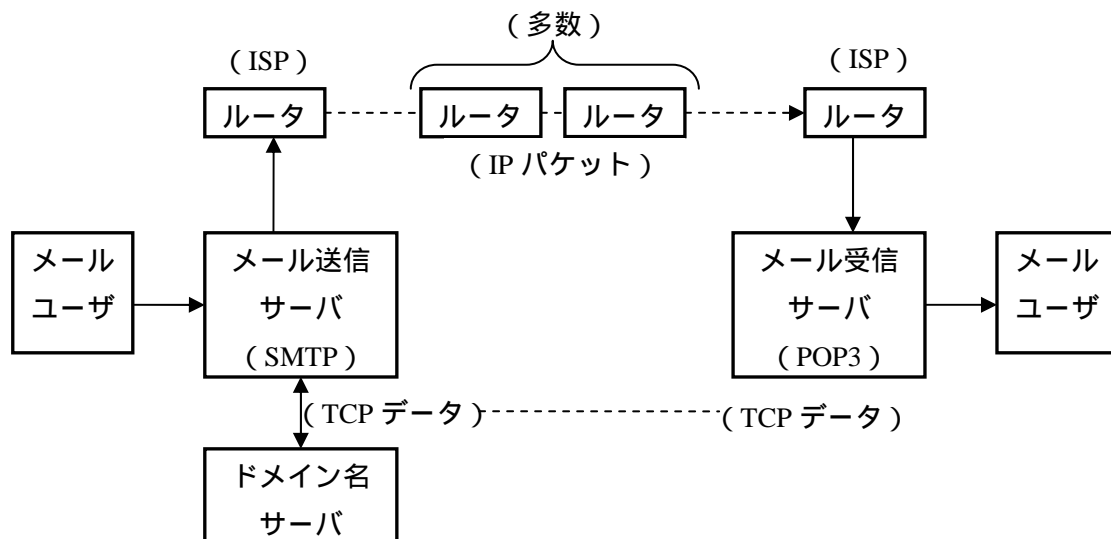 （多数）
（ISP）
（ISP）
ルータ
ルータ
ルータ
ルータ
（IP パケット）
メール
ユーザ
メール送信
サーバ
（SMTP）
メール受信
サーバ
（POP3）
メール
ユーザ
（TCP データ）
（TCP データ）
ドメイン名
サーバ